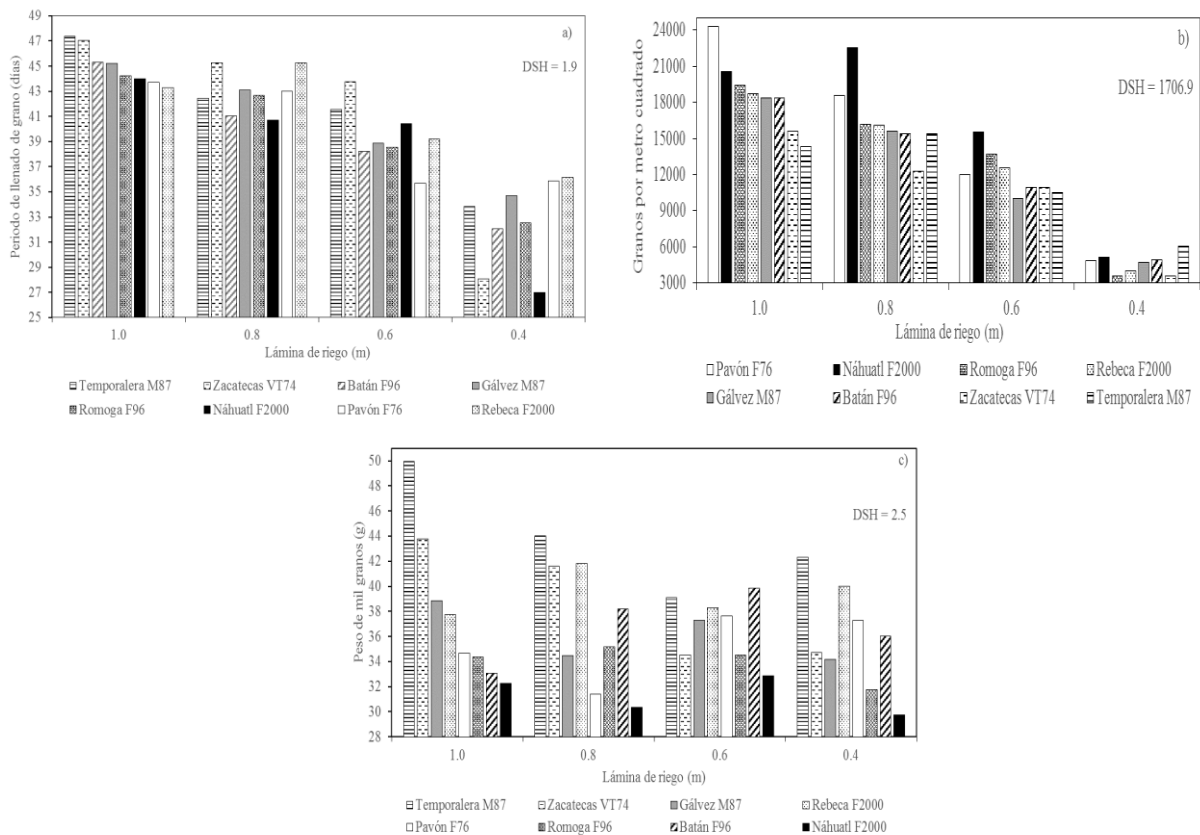 a)
DSH = 1.9
Periodo de llenado de grano (días)
49
47
45
43
41
39
37
35
33
31
29
27
25
1.0 0.8 0.6 0.4
Lámina de riego (m)
Temporalera M87 Zacatecas VT74 Batán F96 Gálvez M87
Romoga F96 Náhuatl F2000 Pavón F76 Rebeca F2000
b)
DSH = 1706.9
Granos por metro cuadrado
24000
21000
18000
15000
12000
9000
6000
3000
1.0 0.8 0.6 0.4
Lámina de riego (m)
Pavón F76 Náhuatl F2000 Romoga F96 Rebeca F2000
Gálvez M87 Batán F96 Zacatecas VT74 Temporalera M87
c)
DSH = 2.5
Peso de mil granos (g)
50
48
46
44
42
40
38
36
34
32
30
28
1.0 0.8 0.6 0.4
Lámina de riego (m)
Temporalera M87 Zacatecas VT74 Gálvez M87 Rebeca F2000
Pavón F76 Romoga F96 Batán F96 Náhuatl F2000